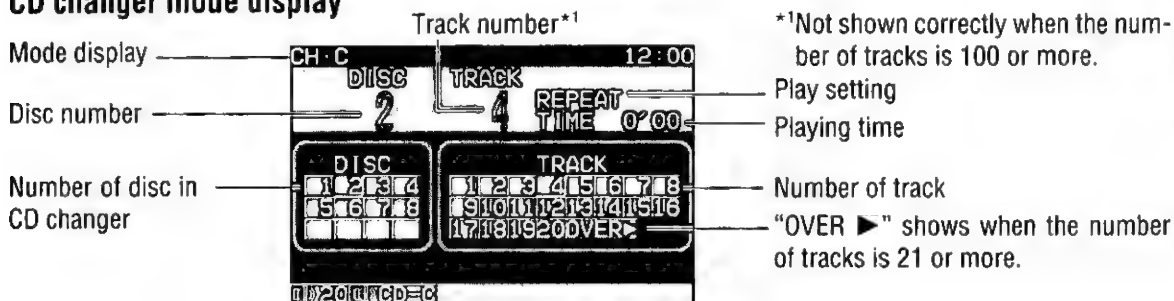 CD changer mode display
Track number*1
Mode display
Disc number
Number of disc in
CD changer
CH·C 12:00
DISC TRACK
2 4
REPEAT
TIME 0'00
DISC
1 2 3 4
5 6 7 8
TRACK
1 2 3 4 5 6 7 8
9 10 11 12 13 14 15 16
17 18 19 20 OVER ▶
*1Not shown correctly when the num-
ber of tracks is 100 or more.
Play setting
Playing time
Number of track
"OVER ▶" shows when the number
of tracks is 21 or more.